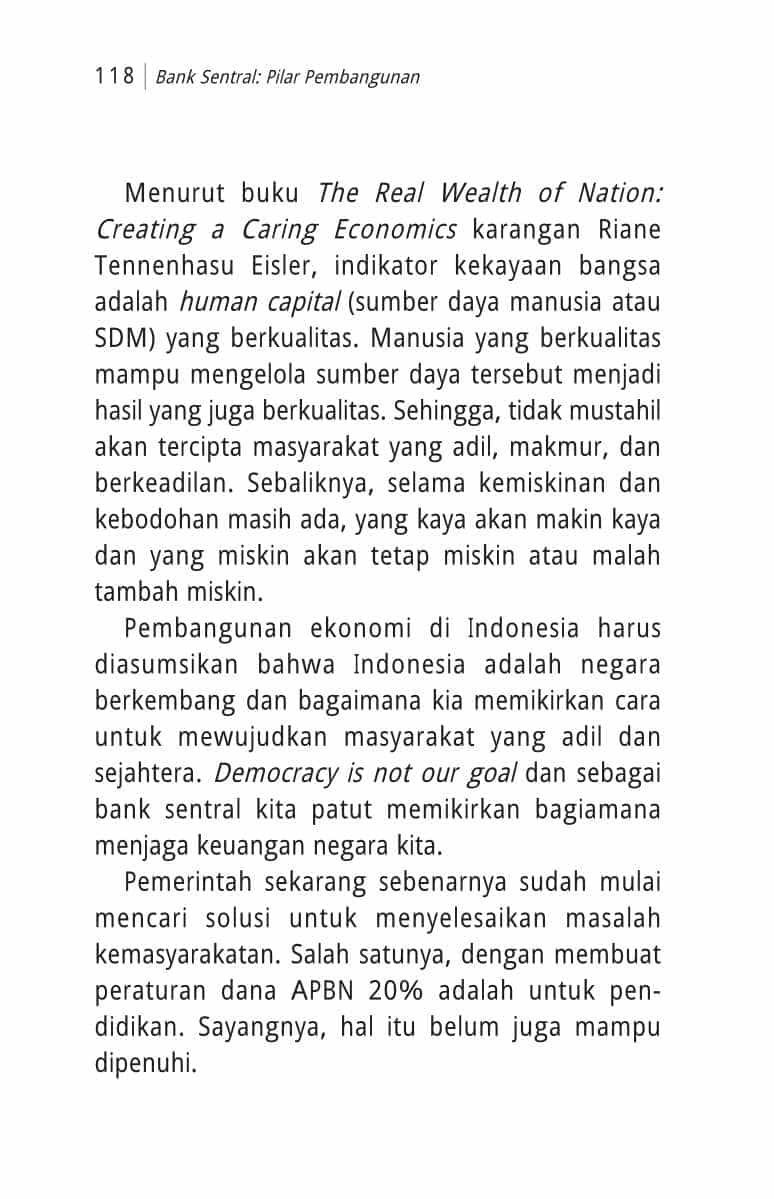 118 | Bank Sentral: Pilar Pembangunan
Menurut buku The Real Wealth of Nation:
Creating a Caring Economics karangan Riane
Tennenhasu Eisler, indikator kekayaan bangsa
adalah human capital (sumber daya manusia atau
SDM) yang berkualitas. Manusia yang berkualitas
mampu mengelola sumber daya tersebut menjadi
hasil yang juga berkualitas. Sehingga, tidak mustahil
akan tercipta masyarakat yang adil, makmur, dan
berkeadilan. Sebaliknya, selama kemiskinan dan
kebodohan masih ada, yang kaya akan makin kaya
dan yang miskin akan tetap miskin atau malah
tambah miskin.
Pembangunan ekonomi di Indonesia harus
diasumsikan bahwa Indonesia adalah negara
berkembang dan bagaimana kia memikirkan cara
untuk mewujudkan masyarakat yang adil dan
sejahtera. Democracy is not our goal dan sebagai
bank sentral kita patut memikirkan bagiamana
menjaga keuangan negara kita.
Pemerintah sekarang sebenarnya sudah mulai
mencari solusi untuk menyelesaikan masalah
kemasyarakatan. Salah satunya, dengan membuat
peraturan dana APBN 20% adalah untuk pen-
didikan. Sayangnya, hal itu belum juga mampu
dipenuhi.